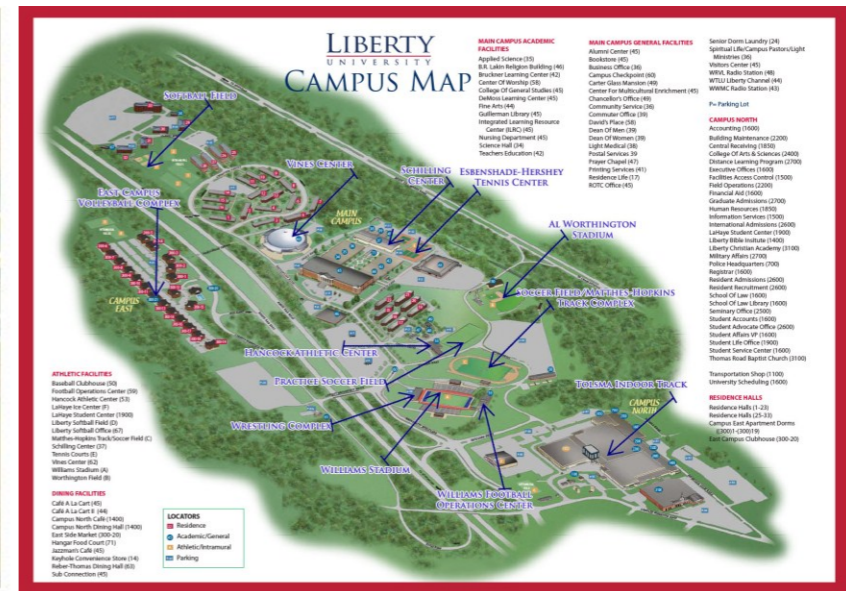 LIBERTY
UNIVERSITY
CAMPUS MAP
SOFTBALL FIELD
EAST CAMPUS
VOLLEYBALL COMPLEX
VINES CENTER
SCHILLING
CENTER
ESBENSHADE-HERSHEY
TENNIS CENTER
MAIN
CAMPUS
AL WORTHINGTON
STADIUM
SOCCER FIELD/MATTHES-HOPKINS
TRACK COMPLEX
CAMPUS
EAST
HANCOCK ATHLETIC CENTER
PRACTICE SOCCER FIELD
WRESTLING COMPLEX
WILLIAMS STADIUM
WILLIAMS FOOTBALL
OPERATIONS CENTER
TOLSMA INDOOR TRACK
CAMPUS
NORTH
MAIN CAMPUS ACADEMIC
FACILITIES
Applied Science (35)
B.R. Lakin Religion Building (46)
Bruckner Learning Center (42)
Center Of Worship (58)
College Of General Studies (45)
DeMoss Learning Center (45)
Fine Arts (44)
Guillerman Library (45)
Integrated Learning Resource
Center (ILRC) (45)
Nursing Department (45)
Science Hall (34)
Teachers Education (42)
MAIN CAMPUS GENERAL FACILITIES
Alumni Center (45)
Bookstore (45)
Business Office (36)
Campus Checkpoint (60)
Carter Glass Mansion (49)
Center For Multicultural Enrichment (45)
Chancellor's Office (49)
Community Service (36)
Commuter Office (39)
David's Place (58)
Dean Of Men (39)
Dean Of Women (39)
Light Medical (38)
Postal Services 39
Prayer Chapel (47)
Printing Services (41)
Residence Life (17)
ROTC Office (45)
Senior Dorm Laundry (24)
Spiritual Life/Campus Pastors/Light
Ministries (36)
Visitors Center (45)
WRVL Radio Station (48)
WTLU Liberty Channel (44)
WWMC Radio Station (43)
P= Parking Lot
CAMPUS NORTH
Accounting (1600)
Building Maintenance (2200)
Central Receiving (1850)
College Of Arts & Sciences (2400)
Distance Learning Program (2700)
Executive Offices (1600)
Facilities Access Control (1500)
Field Operations (2200)
Financial Aid (1600)
Graduate Admissions (2700)
Human Resources (1850)
Information Services (1500)
International Admissions (2600)
LaHaye Student Center (1900)
Liberty Bible Insitute (1400)
Liberty Christian Academy (3100)
Military Affairs (2700)
Police Headquarters (700)
Registrar (1600)
Resident Admissions (2600)
Resident Recruitment (2600)
School Of Law (1600)
School Of Law Library (1600)
Seminary Office (2500)
Student Accounts (1600)
Student Advocate Office (2600)
Student Affairs VP (1600)
Student Life Office (1900)
Student Service Center (1600)
Thomas Road Baptist Church (3100)
Transportation Shop (1100)
University Scheduling (1600)
RESIDENCE HALLS
Residence Halls (1-23)
Residence Halls (25-33)
Campus East Apartment Dorms
(300)1-(300)19)
East Campus Clubhouse (300-20)
ATHLETIC FACILITIES
Baseball Clubhouse (50)
Football Operations Center (59)
Hancock Athletic Center (53)
LaHaye Ice Center (F)
LaHaye Student Center (1900)
Liberty Softball Field (D)
Liberty Softball Office (67)
Matthes-Hopkins Track/Soccer Field (C)
Schilling Center (37)
Tennis Courts (E)
Vines Center (62)
Williams Stadium (A)
Worthington Field (B)
DINING FACILITIES
Café A La Cart (45)
Café A La Cart II (44)
Campus North Café (1400)
Campus North Dining Hall (1400)
East Side Market (300-20)
Hangar Food Court (71)
Jazzman's Café (45)
Keyhole Convenience Store (14)
Reber-Thomas Dining Hall (63)
Sub Connection (45)
LOCATORS
Residence
Academic/General
Athletic/Intramural
Parking